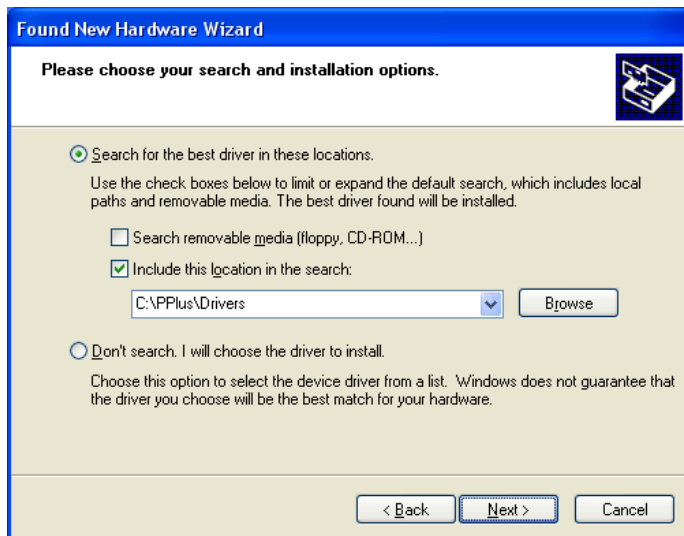 Found New Hardware Wizard
Please choose your search and installation options.
Search for the best driver in these locations.
Use the check boxes below to limit or expand the default search, which includes local
paths and removable media. The best driver found will be installed.
Search removable media (floppy, CD-ROM...)
Include this location in the search:
C:\PPlus\Drivers
Browse
Don't search. I will choose the driver to install.
Choose this option to select the device driver from a list. Windows does not guarantee that
the driver you choose will be the best match for your hardware.
< Back Next > Cancel